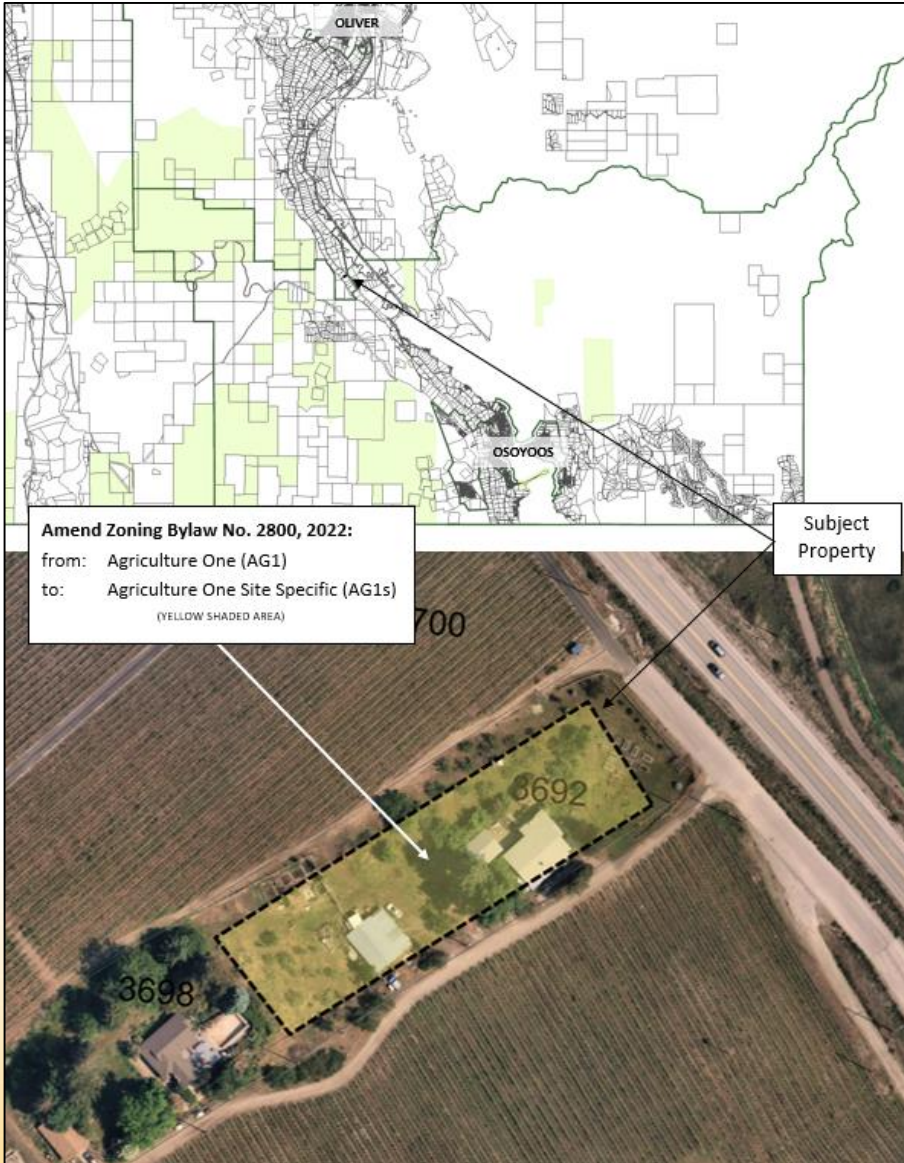 OLIVER
OSOYOOS
Amend Zoning Bylaw No. 2800, 2022:
from: Agriculture One (AG1)
to: Agriculture One Site Specific (AG1s)
(YELLOW SHADED AREA)
Subject
Property
700
3692
3698